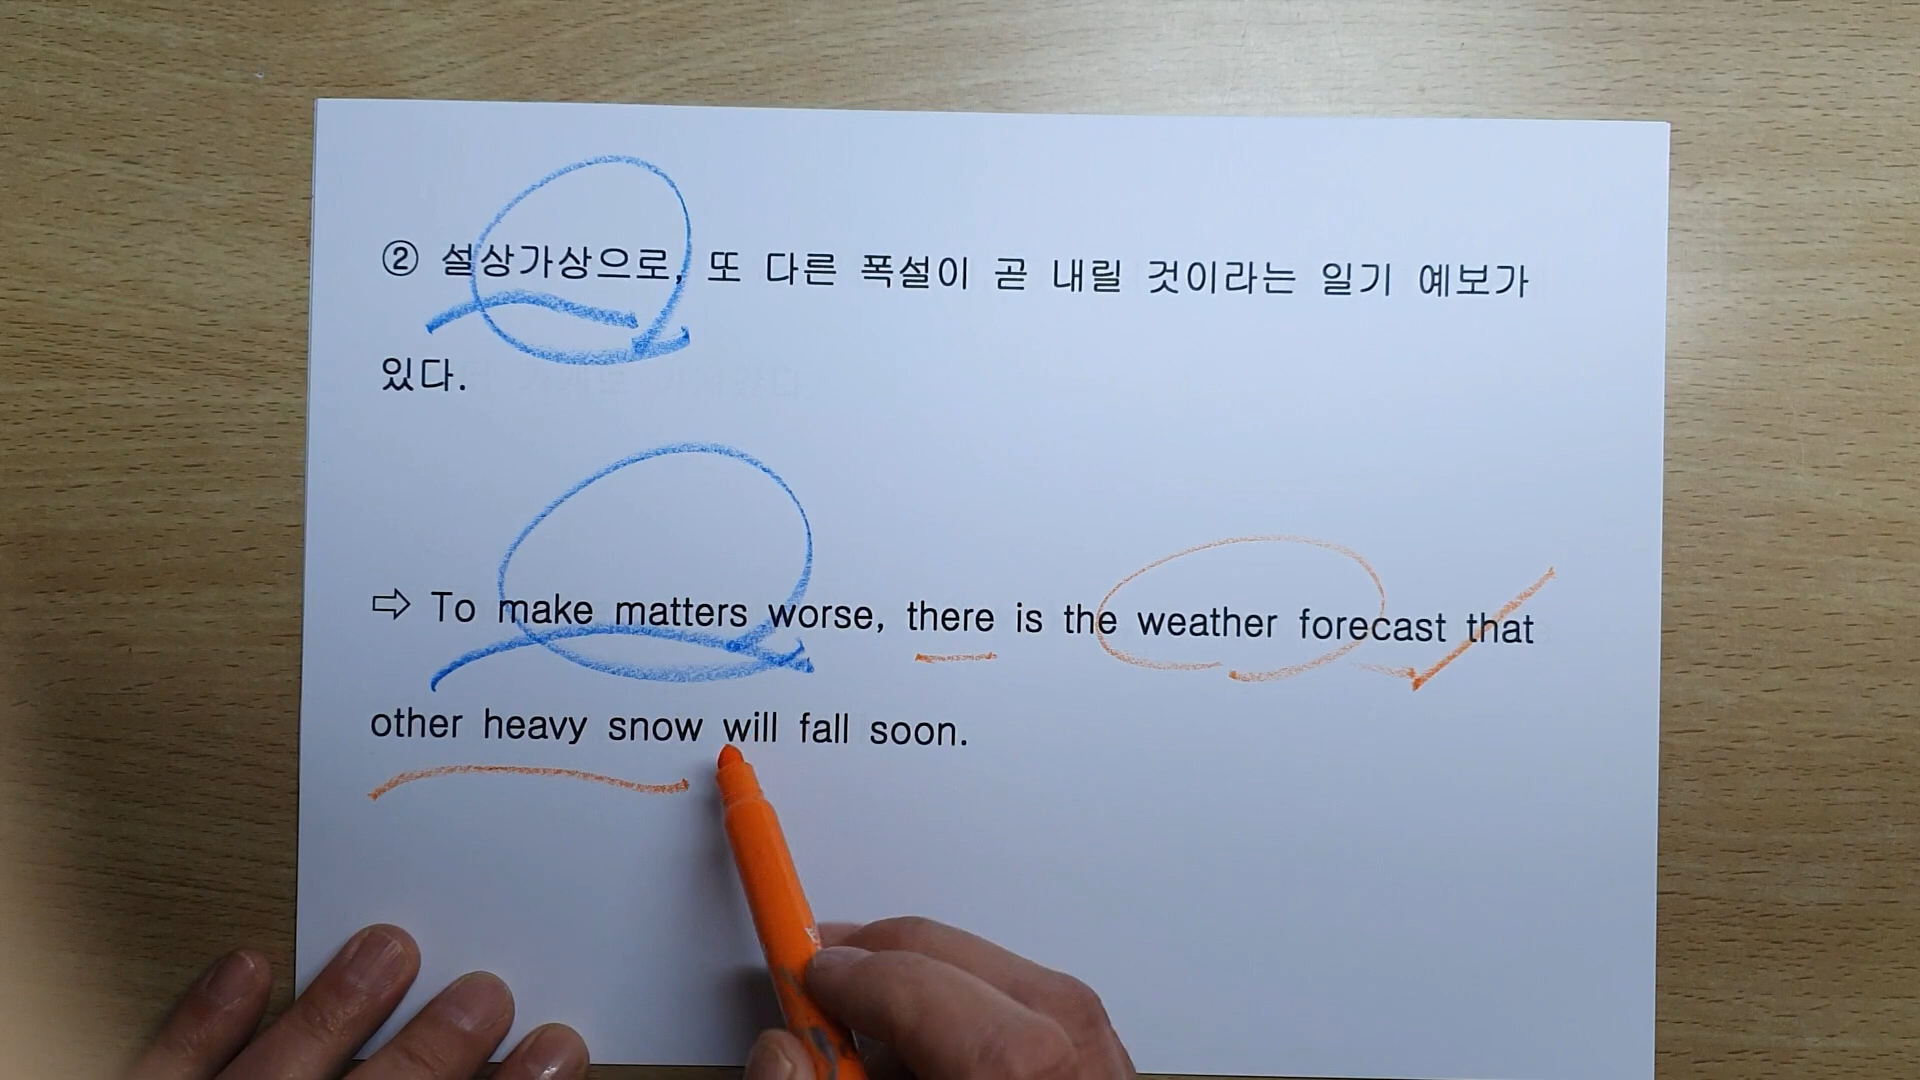 ② 설상가상으로, 또 다른 폭설이 곧 내릴 것이라는 일기 예보가
있다.
⇨ To make matters worse, there is the weather forecast that
other heavy snow will fall soon.